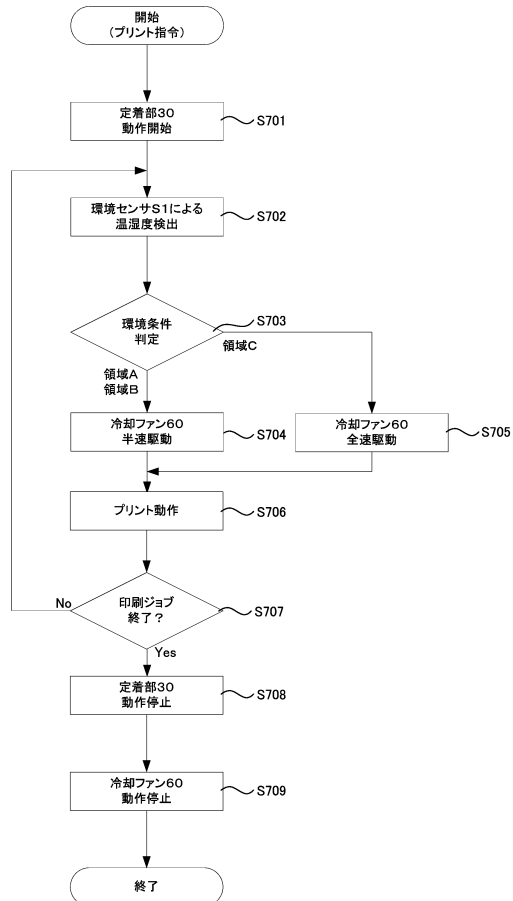 開始
(プリント指令)
定着部30
動作開始
S701
環境センサS1による
温湿度検出
S702
環境条件
判定
S703
領域C
領域A
領域B
冷却ファン60
半速駆動
S704
冷却ファン60
全速駆動
S705
プリント動作
S706
印刷ジョブ
終了？
S707
No
Yes
定着部30
動作停止
S708
冷却ファン60
動作停止
S709
終了